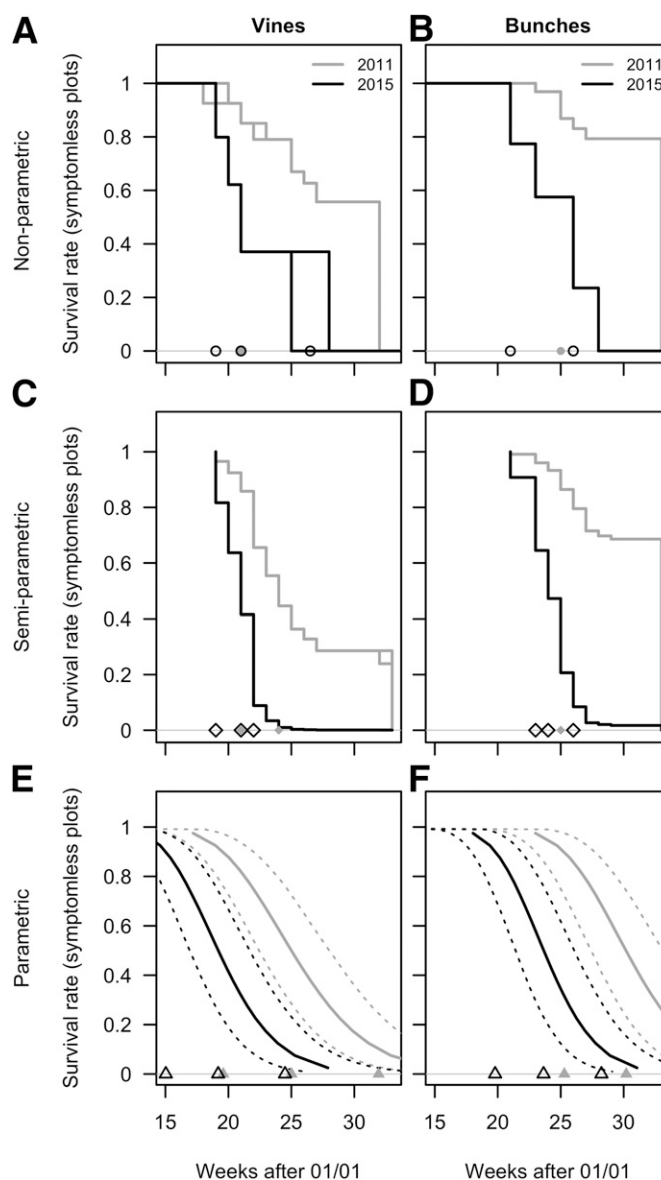 A
Vines
B
Bunches
2011
2015
2011
2015
Non-parametric
Survival rate (symptomless plots)
1
0.8
0.6
0.4
0.2
0
C
D
Semi-parametric
Survival rate (symptomless plots)
1
0.8
0.6
0.4
0.2
0
E
F
Parametric
Survival rate (symptomless plots)
1
0.8
0.6
0.4
0.2
0
15 20 25 30
15 20 25 30
Weeks after 01/01
Weeks after 01/01